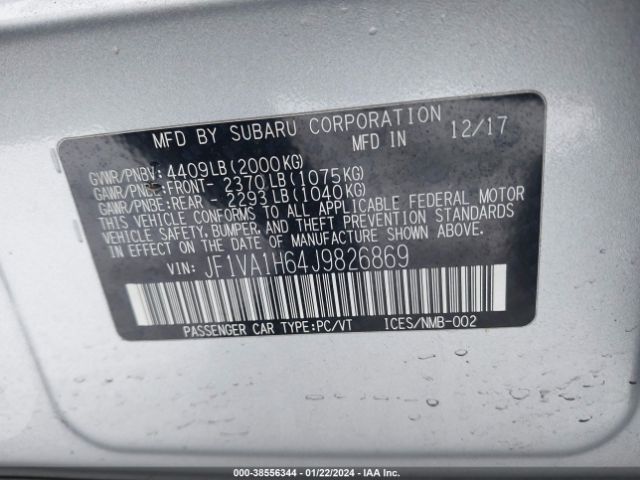 MFD BY SUBARU CORPORATION
MFD IN 12/17
GVWR/PNBV: 4409LB(2000KG)
GAWR/PNBE:FRONT- 2370LB(1075KG)
GAWR/PNBE:REAR - 2293LB(1040KG)
THIS VEHICLE CONFORMS TO ALL APPLICABLE FEDERAL MOTOR
VEHICLE SAFETY, BUMPER, AND THEFT PREVENTION STANDARDS
IN EFFECT ON THE DATE OF MANUFACTURE SHOWN ABOVE.
VIN: JF1VA1H64J9826869
PASSENGER CAR TYPE:PC/VT ICES/NMB-002
000-38556344 - 01/22/2024 - IAAI.COM